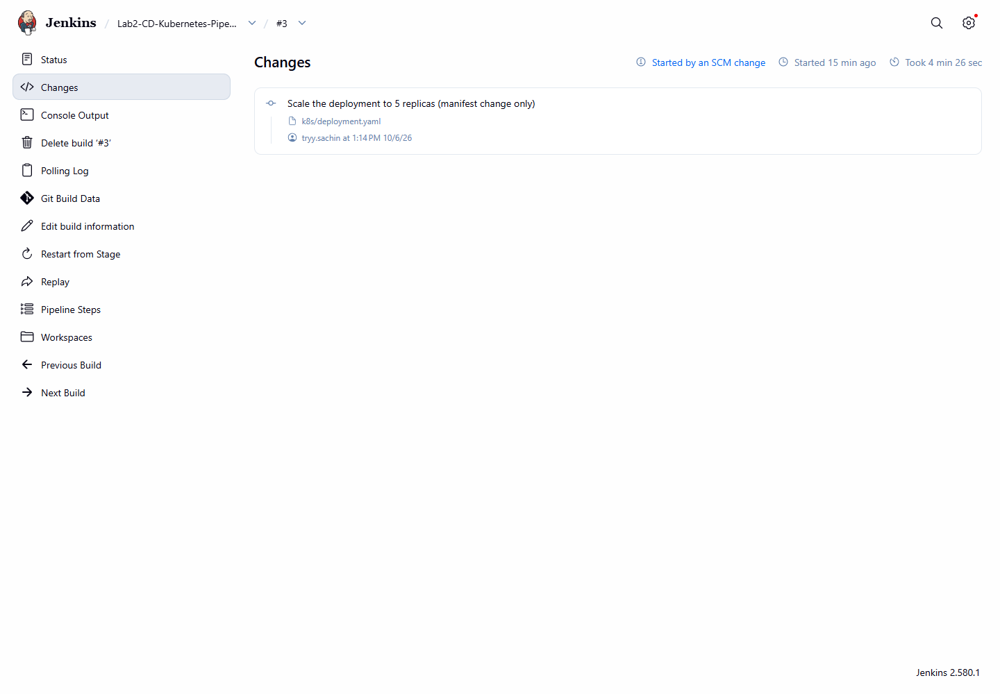 Jenkins / Lab2-CD-Kubernetes-Pipe... / #3
Status
Changes
Console Output
Delete build ‘#3’
Polling Log
Git Build Data
Edit build information
Restart from Stage
Replay
Pipeline Steps
Workspaces
Previous Build
Next Build
Changes
Started by an SCM change
Started 15 min ago
Took 4 min 26 sec
Scale the deployment to 5 replicas (manifest change only)
k8s/deployment.yaml
tryy.sachin at 1:14 PM 10/6/26
Jenkins 2.580.1